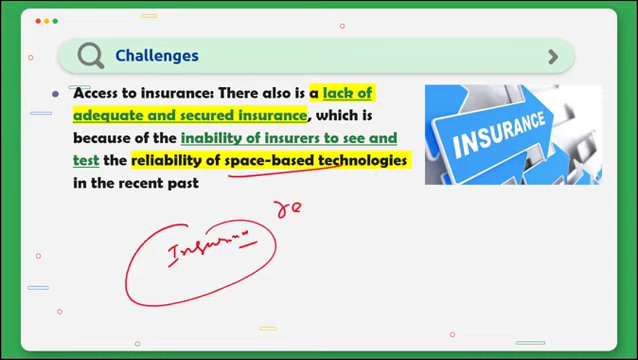 Challenges
Access to insurance: There also is a lack of
adequate and secured insurance, which is
because of the inability of insurers to see and
test the reliability of space-based technologies
in the recent past
INSURANCE
re